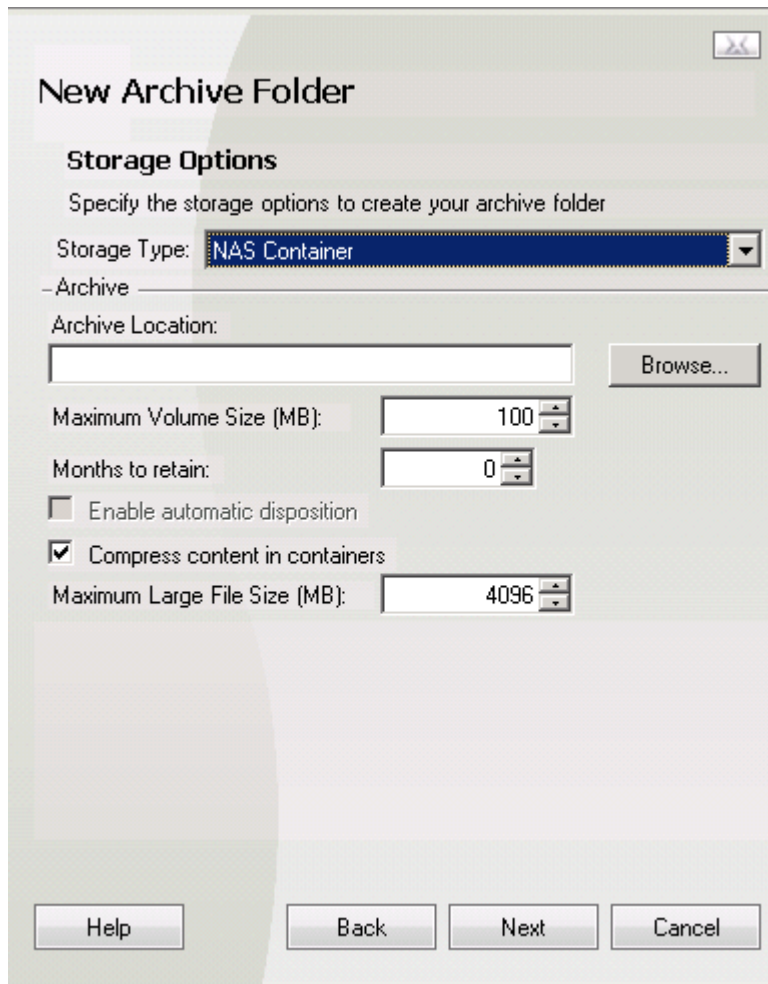 New Archive Folder
Storage Options
Specify the storage options to create your archive folder
Storage Type: NAS Container
Archive
Archive Location:
Browse...
Maximum Volume Size (MB): 100
Months to retain: 0
Enable automatic disposition
Compress content in containers
Maximum Large File Size (MB): 4096
Help Back Next Cancel